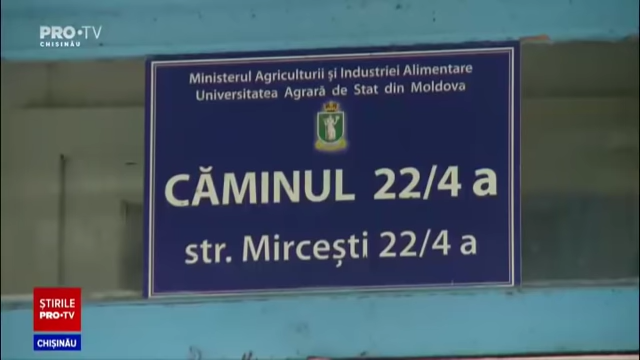 PRO•TV
CHIȘINĂU
Ministerul Agriculturii și Industriei Alimentare
Universitatea Agrară de Stat din Moldova
CĂMINUL 22/4 a
str. Mircești 22/4 a
ȘTIRILE
PRO•TV
CHIȘINĂU